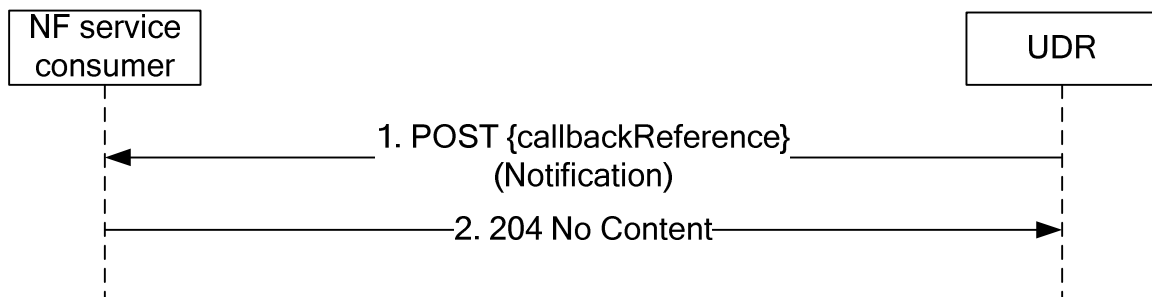 NF service
consumer
UDR
1. POST {callbackReference}
(Notification)
2. 204 No Content